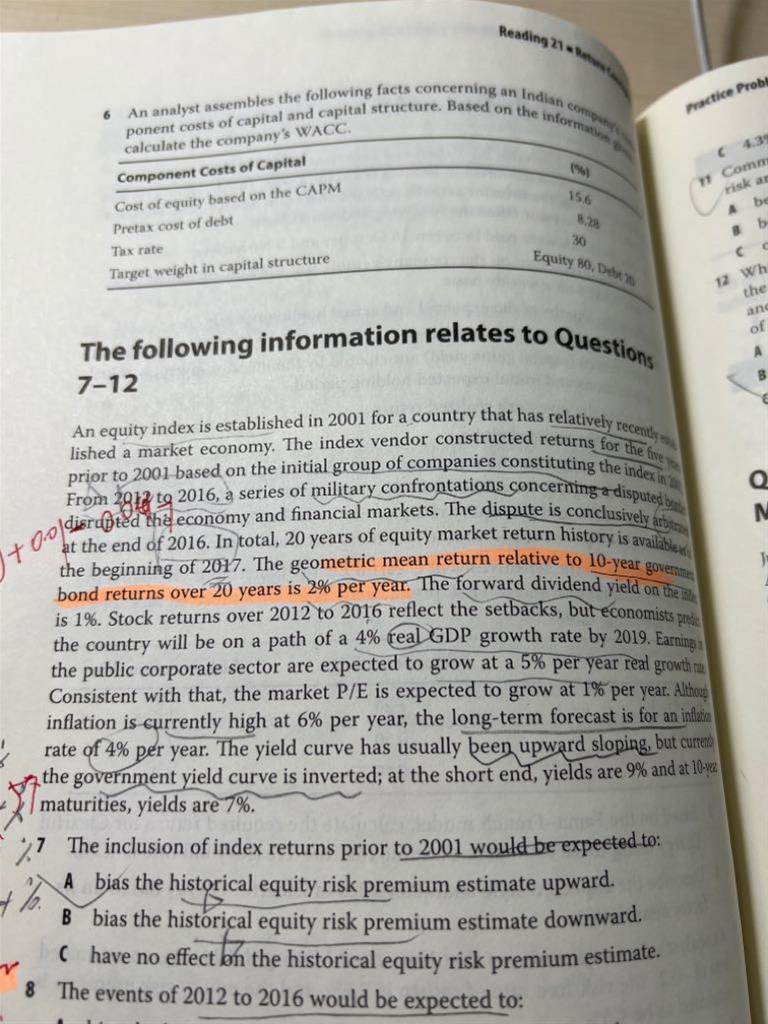 Reading 21 ■ Return
Practice
6 An analyst assembles the following facts concerning an Indian company's
ponent costs of capital and capital structure. Based on the information
calculate the company's WACC.
Component Costs of Capital (%)
Cost of equity based on the CAPM 15.6
Pretax cost of debt 8.28
Tax rate 30
Target weight in capital structure Equity 80, Debt 20
The following information relates to Questions
7–12
An equity index is established in 2001 for a country that has relatively recently
lished a market economy. The index vendor constructed returns for the five
prior to 2001 based on the initial group of companies constituting the index in
From 2012 to 2016, a series of military confrontations concerning a disputed
disrupted the economy and financial markets. The dispute is conclusively
at the end of 2016. In total, 20 years of equity market return history is available
the beginning of 2017. The geometric mean return relative to 10-year
bond returns over 20 years is 2% per year. The forward dividend yield on the
is 1%. Stock returns over 2012 to 2016 reflect the setbacks, but economists
the country will be on a path of a 4% real GDP growth rate by 2019. Earnings
the public corporate sector are expected to grow at a 5% per year real growth
Consistent with that, the market P/E is expected to grow at 1% per year. Although
inflation is currently high at 6% per year, the long-term forecast is for an inflation
rate of 4% per year. The yield curve has usually been upward sloping, but currently
the government yield curve is inverted; at the short end, yields are 9% and at 10-year
maturities, yields are 7%.
7 The inclusion of index returns prior to 2001 would be expected to:
A bias the historical equity risk premium estimate upward.
B bias the historical equity risk premium estimate downward.
C have no effect on the historical equity risk premium estimate.
8 The events of 2012 to 2016 would be expected to:
C 4.3
11 Comm
risk
A be
B b
C
12 Wh
the
of
A
B